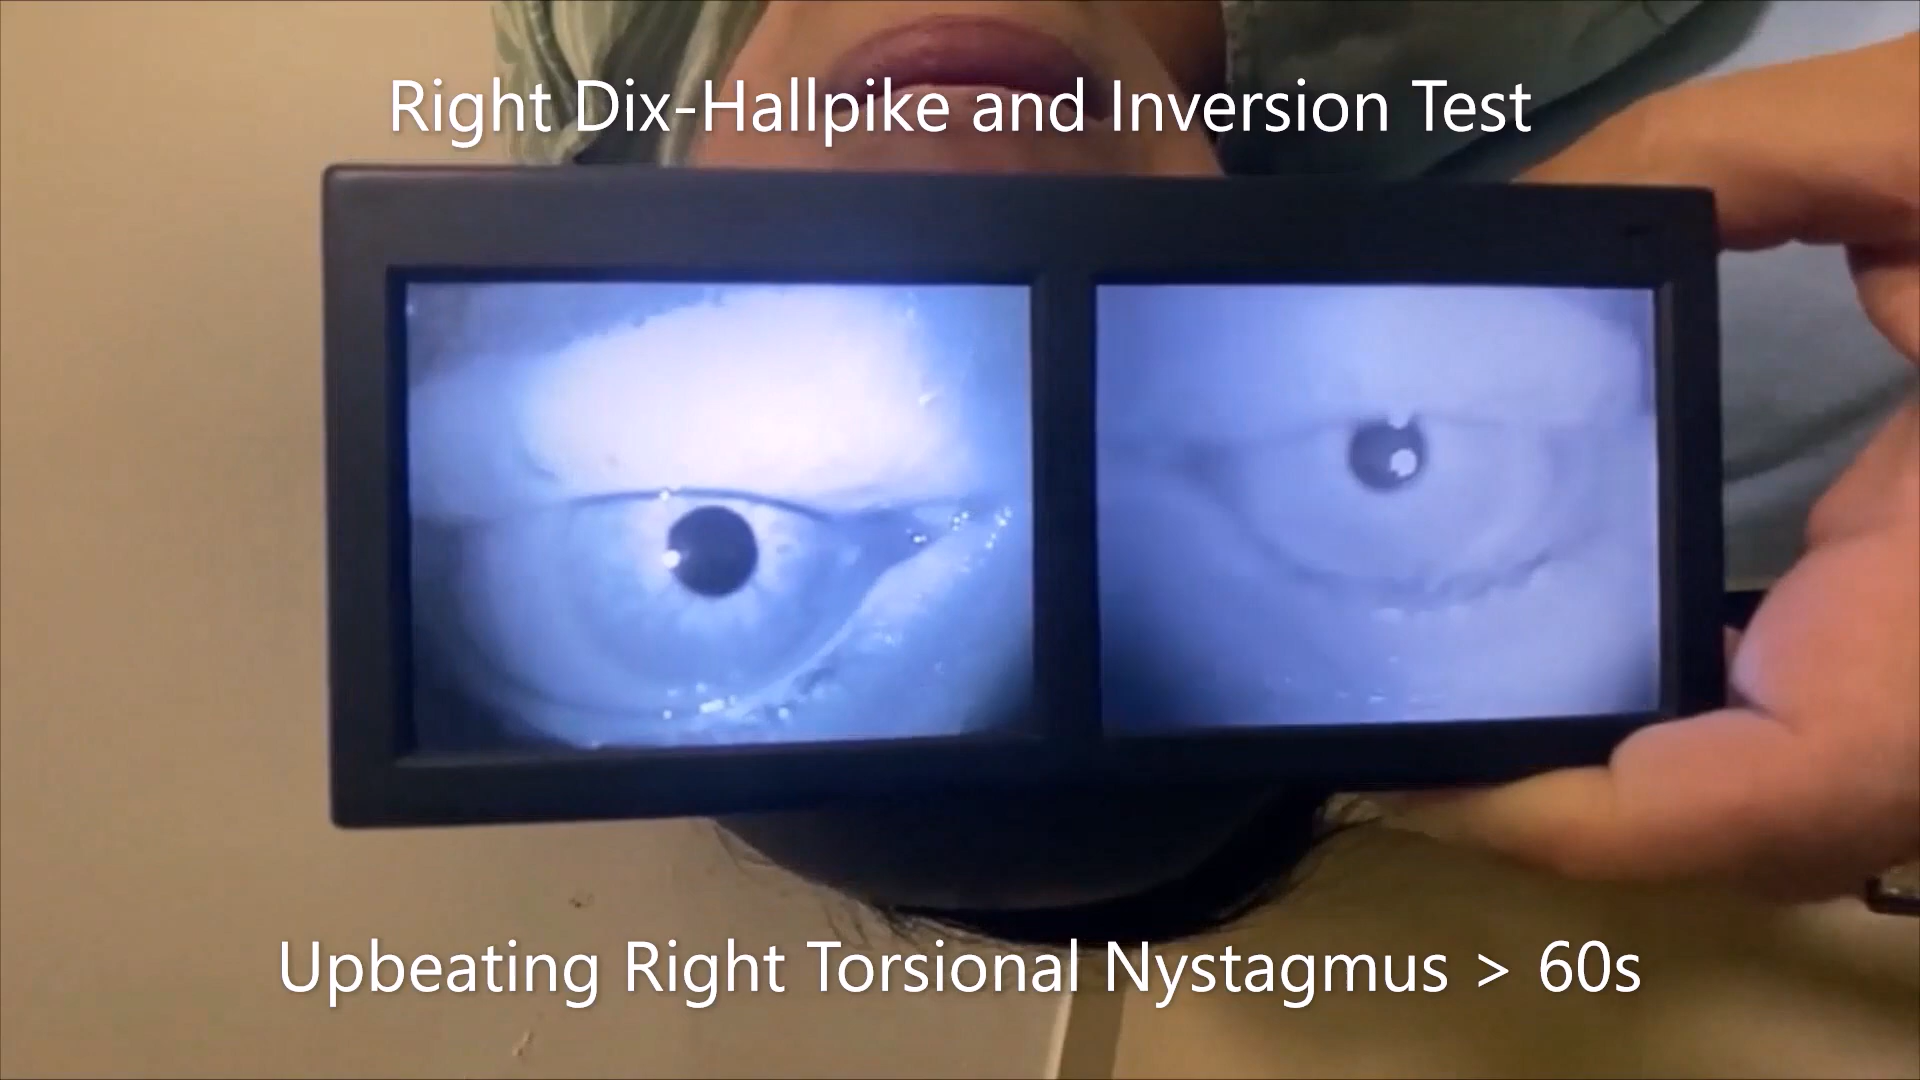 Right Dix-Hallpike and Inversion Test
Upbeating Right Torsional Nystagmus > 60s